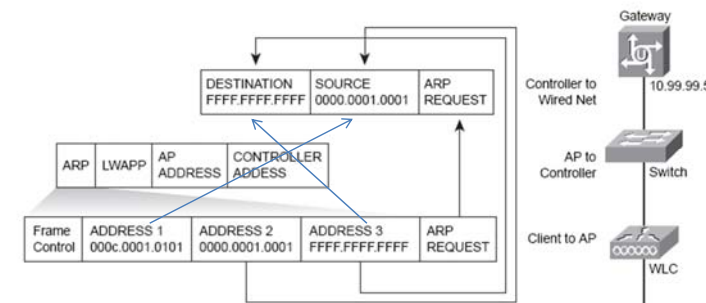 Gateway
DESTINATION SOURCE ARP
FFFF.FFFF.FFFF 0000.0001.0001 REQUEST
Controller to
Wired Net
10.99.99.5
ARP LWAPP AP ADDRESS CONTROLLER ADDESS
AP to
Controller
Switch
Frame Control ADDRESS 1 ADDRESS 2 ADDRESS 3 ARP REQUEST
000c.0001.0101 0000.0001.0001 FFFF.FFFF.FFFF
Client to AP
WLC